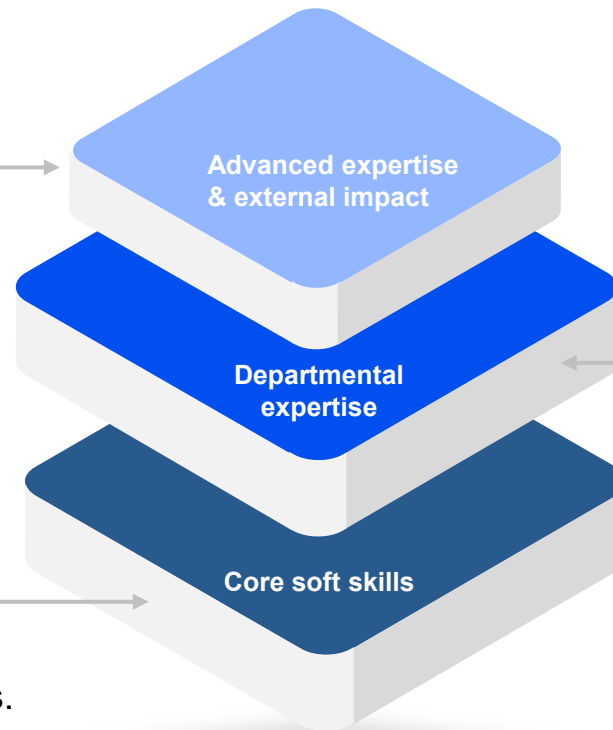 Advanced expertise
& external impact
Departmental
expertise
Core soft skills
s.